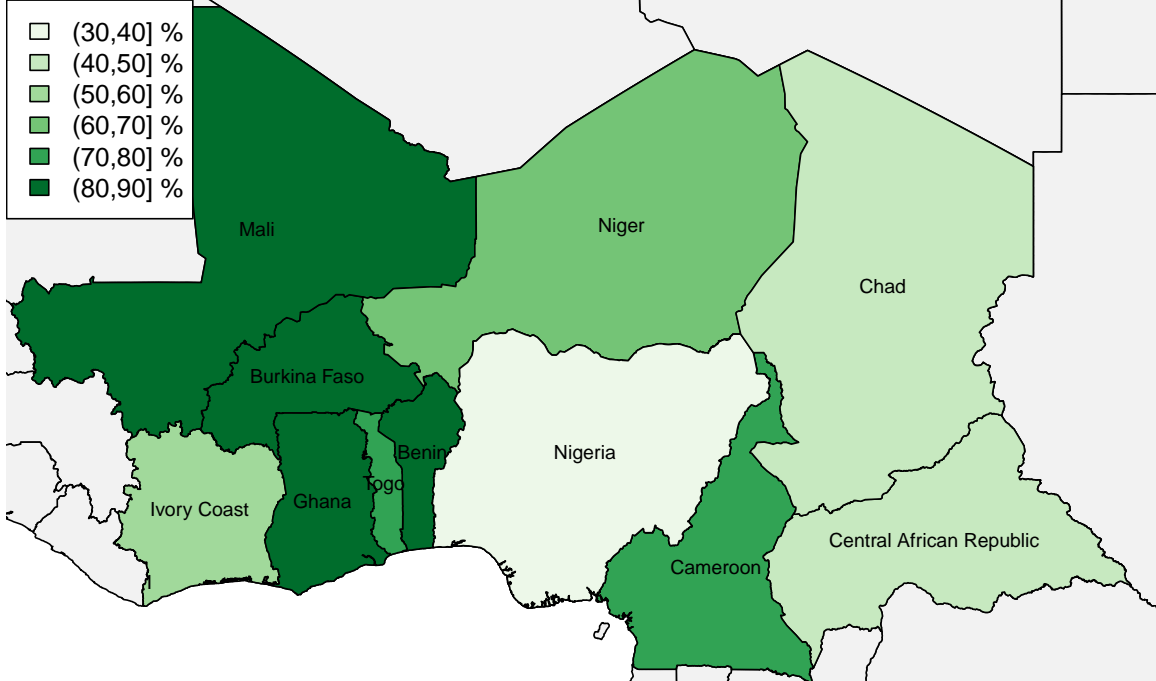 (30,40] %
(40,50] %
(50,60] %
(60,70] %
(70,80] %
(80,90] %
Mali
Niger
Chad
Burkina Faso
Benin
Nigeria
Togo
Ghana
Ivory Coast
Central African Republic
Cameroon